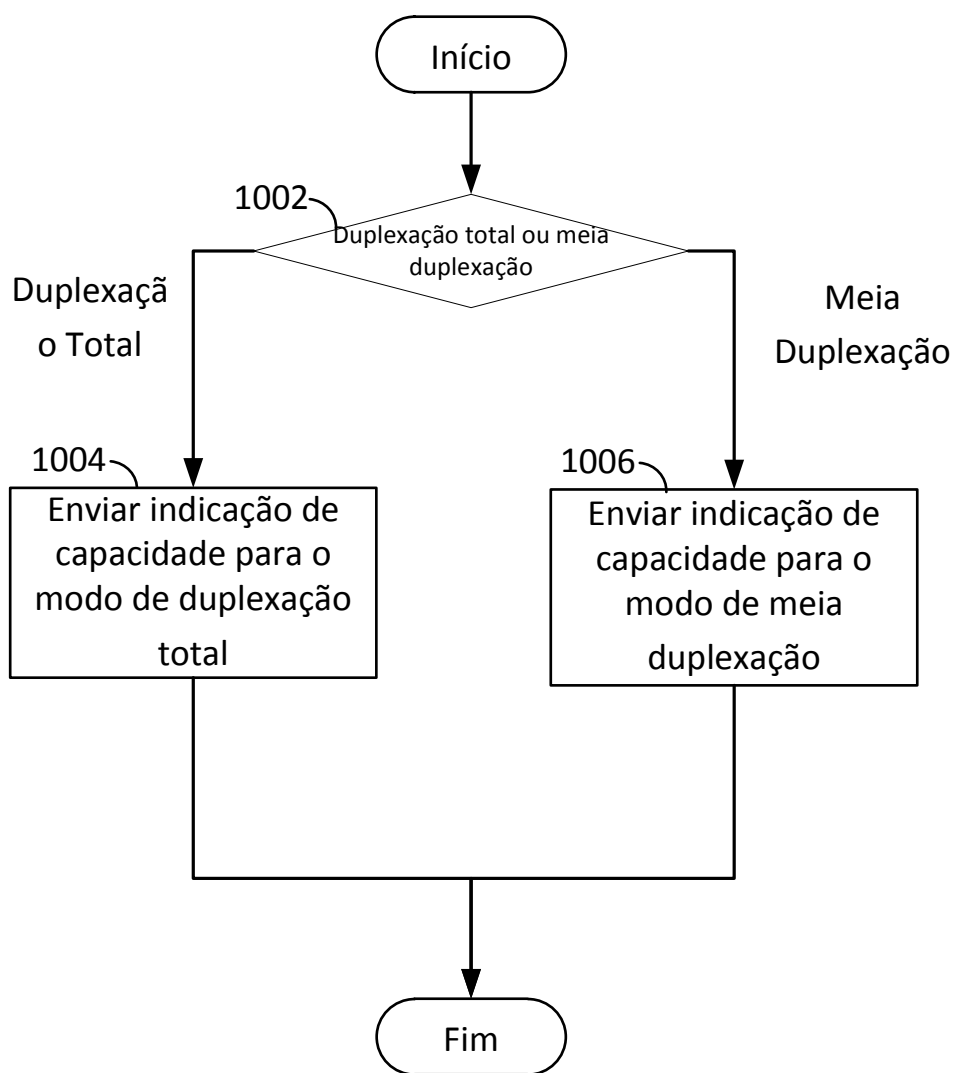 Início
1002
Duplexação total ou meia
duplexação
Duplexaçã
o Total
Meia
Duplexação
1004
Enviar indicação de
capacidade para o
modo de duplexação
total
1006
Enviar indicação de
capacidade para o
modo de meia
duplexação
Fim